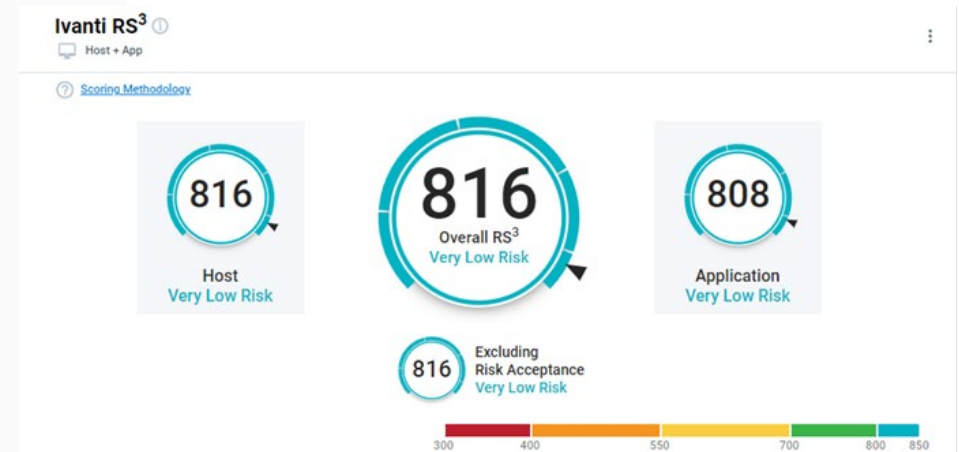 Ivanti RS³
Host + App
Scoring Methodology
816
Host
Very Low Risk
816
Overall RS³
Very Low Risk
808
Application
Very Low Risk
816
Excluding
Risk Acceptance
Very Low Risk
300 400 550 700 800 850